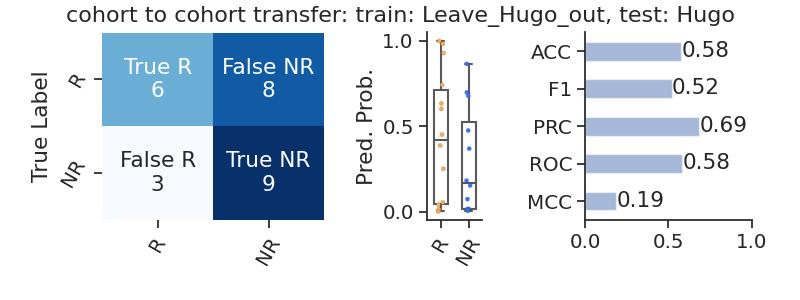 cohort to cohort transfer: train: Leave_Hugo_out, test: Hugo
True Label
R
NR
True R
6
False NR
8
False R
3
True NR
9
R
NR
Pred. Prob.
1.0
0.5
0.0
R
NR
ACC
0.58
F1
0.52
PRC
0.69
ROC
0.58
MCC
0.19
0.0
0.5
1.0